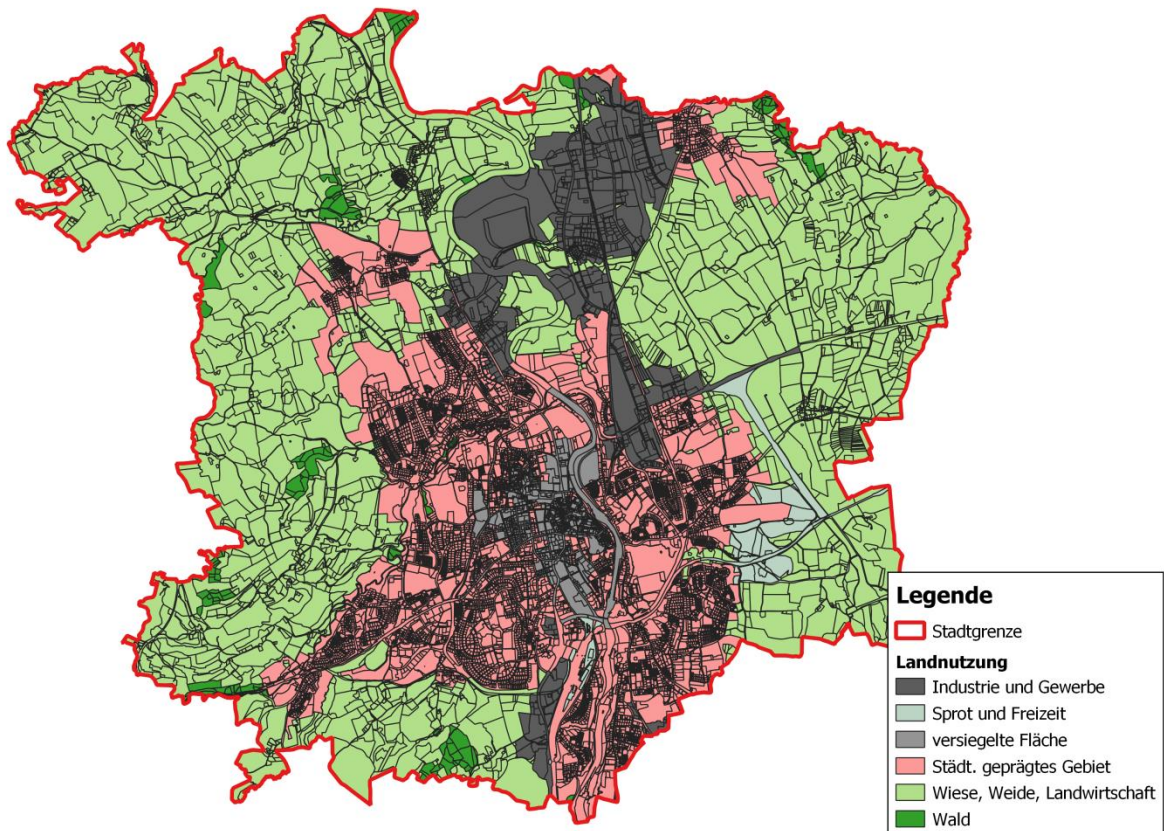 Legende
Stadtgrenze
Landnutzung
Industrie und Gewerbe
Sprot und Freizeit
versiegelte Fläche
Städt. geprägtes Gebiet
Wiese, Weide, Landwirtschaft
Wald